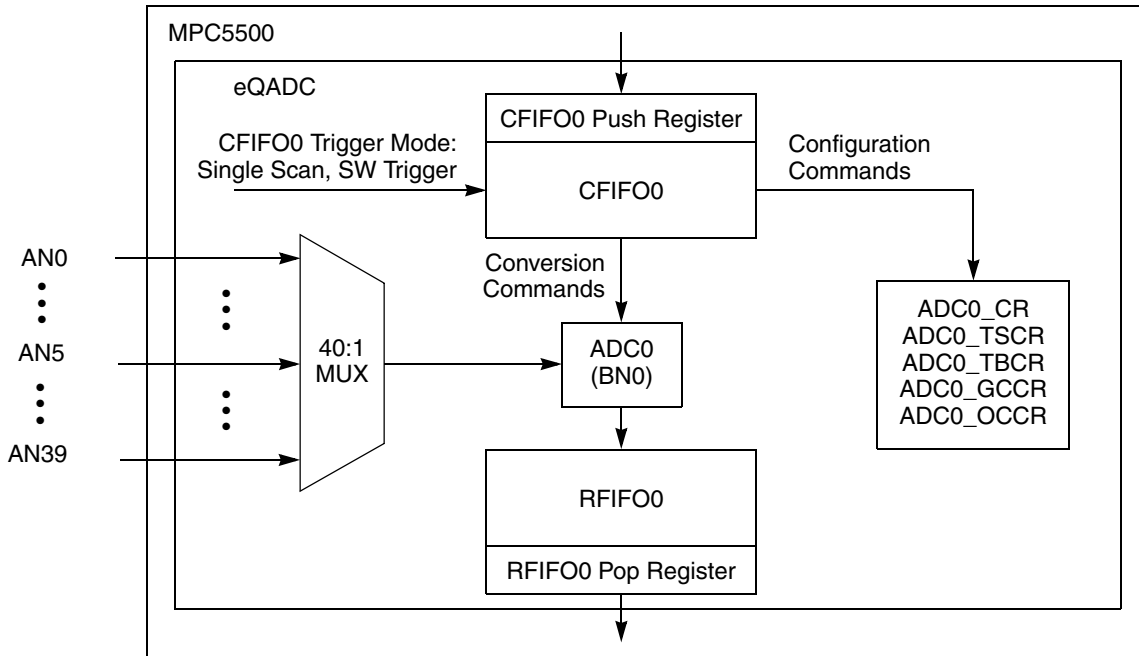 MPC5500
eQADC
CFIFO0 Push Register
CFIFO0 Trigger Mode:
Single Scan, SW Trigger
CFIFO0
Configuration
Commands
Conversion
Commands
AN0
AN5
AN39
40:1
MUX
ADC0
(BN0)
ADC0_CR
ADC0_TSCR
ADC0_TBCR
ADC0_GCCR
ADC0_OCCR
RFIFO0
RFIFO0 Pop Register